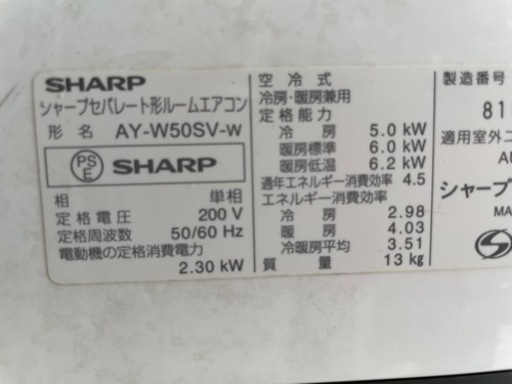 SHARP
シャープセパレート形ルームエアコン
形 名 AY-W50SV-W
PS
E
SHARP
相 単相
定格電圧 200 V
定格周波数 50/60 Hz
電動機の定格消費電力
2.30 kW
空 冷 式
冷房・暖房兼用
定格能力
冷 房 5.0 kW
暖房標準 6.0 kW
暖房低温 6.2 kW
通年エネルギー消費効率 4.5
エネルギー消費効率
冷 房 2.98
暖 房 4.03
冷暖房平均 3.51
質 量 13 kg
製造番号
81
適用室外ユ
AU
シャープ
MA